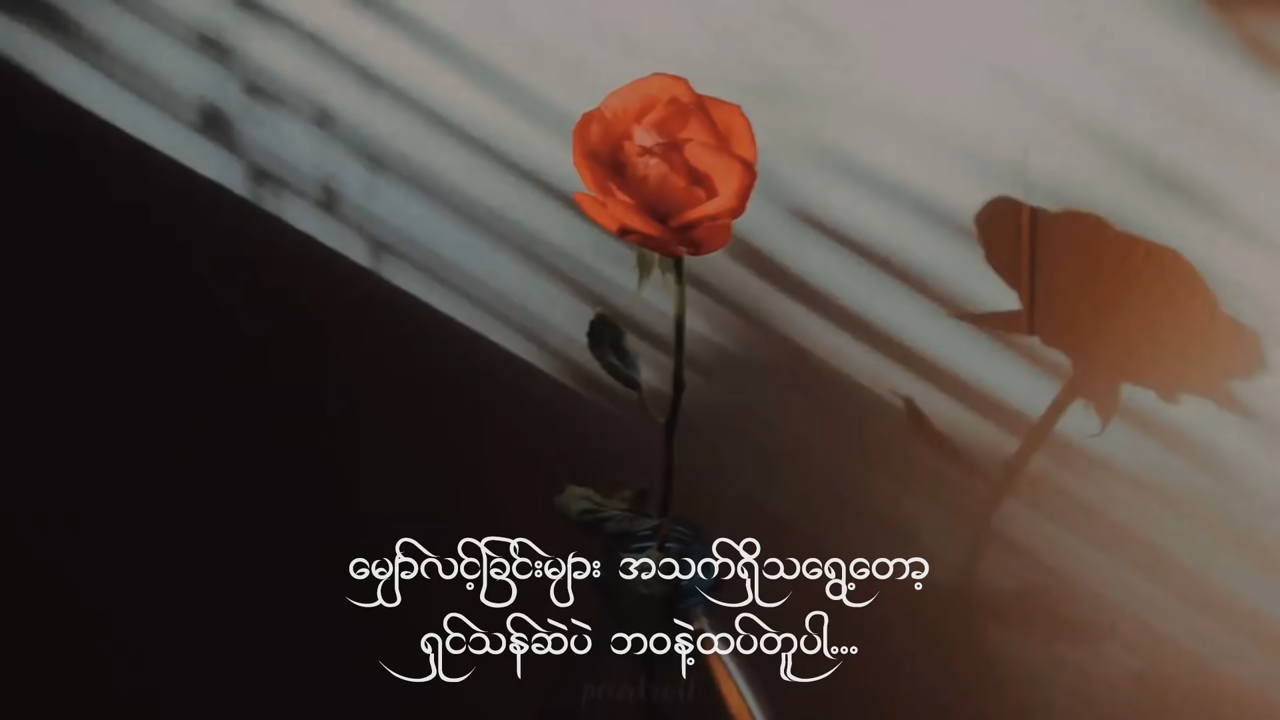 မျှော်လင့်ခြင်းများ အသက်ရှိသရွေ့တော့
ရှင်သန်ဆဲပဲ ဘဝနဲ့ထပ်တူပါ...